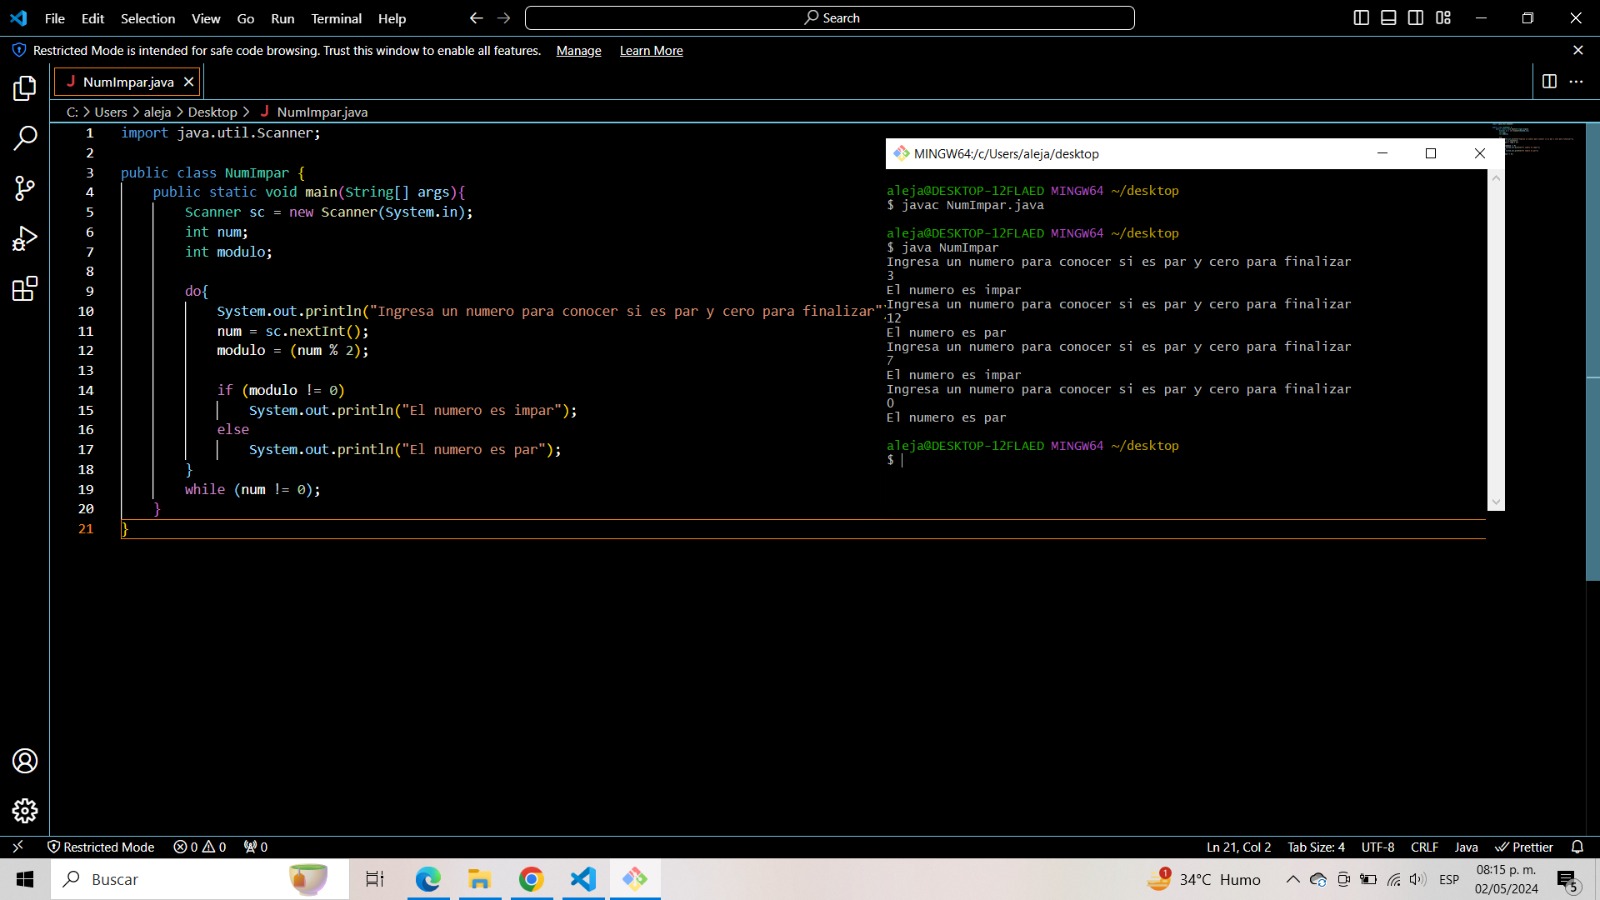 File Edit Selection View Go Run Terminal Help Search
Restricted Mode is intended for safe code browsing. Trust this window to enable all features. Manage Learn More
J NumImpar.java
C: > Users > aleja > Desktop > J NumImpar.java
1 import java.util.Scanner;
2
3 public class NumImpar {
4 public static void main(String[] args){
5 Scanner sc = new Scanner(System.in);
6 int num;
7 int modulo;
8
9 do{
10 System.out.println("Ingresa un numero para conocer si es par y cero para finalizar"
11 num = sc.nextInt();
12 modulo = (num % 2);
13
14 if (modulo != 0)
15 System.out.println("El numero es impar");
16 else
17 System.out.println("El numero es par");
18 }
19 while (num != 0);
20 }
21 }
MINGW64:/c/Users/aleja/desktop
aleja@DESKTOP-12FLAED MINGW64 ~/desktop
$ javac NumImpar.java
aleja@DESKTOP-12FLAED MINGW64 ~/desktop
$ java NumImpar
Ingresa un numero para conocer si es par y cero para finalizar
3
El numero es impar
Ingresa un numero para conocer si es par y cero para finalizar
12
El numero es par
Ingresa un numero para conocer si es par y cero para finalizar
7
El numero es impar
Ingresa un numero para conocer si es par y cero para finalizar
0
El numero es par
aleja@DESKTOP-12FLAED MINGW64 ~/desktop
$
Restricted Mode 0 0 0 Ln 21, Col 2 Tab Size: 4 UTF-8 CRLF Java Prettier
Buscar 1 34°C Humo ESP 08:15 p. m.
02/05/2024 5